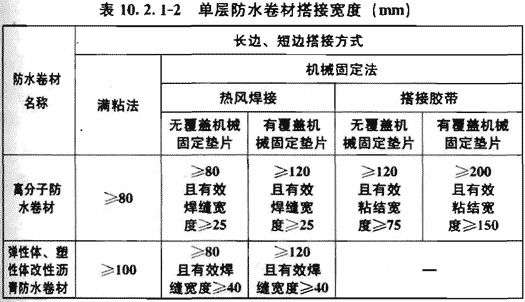 表 10.2.1-2 单层防水卷材搭接宽度 (mm)
防水卷材
名称
长边、短边搭接方式
满粘法
机械固定法
热风焊接
搭接胶带
无覆盖机械
固定垫片
有覆盖机
械固定垫片
无覆盖机械
固定垫片
有覆盖机
械固定垫片
高分子防
水卷材
≥80
≥80
且有效
焊缝宽
度≥25
≥120
且有效
焊缝宽
度≥25
≥120
且有效
粘结宽
度≥75
≥200
且有效
粘结宽
度≥150
弹性体、塑
性体改性沥
青防水卷材
≥100
≥80
且有效焊
缝宽度≥40
≥120
且有效焊
缝宽度≥40
—